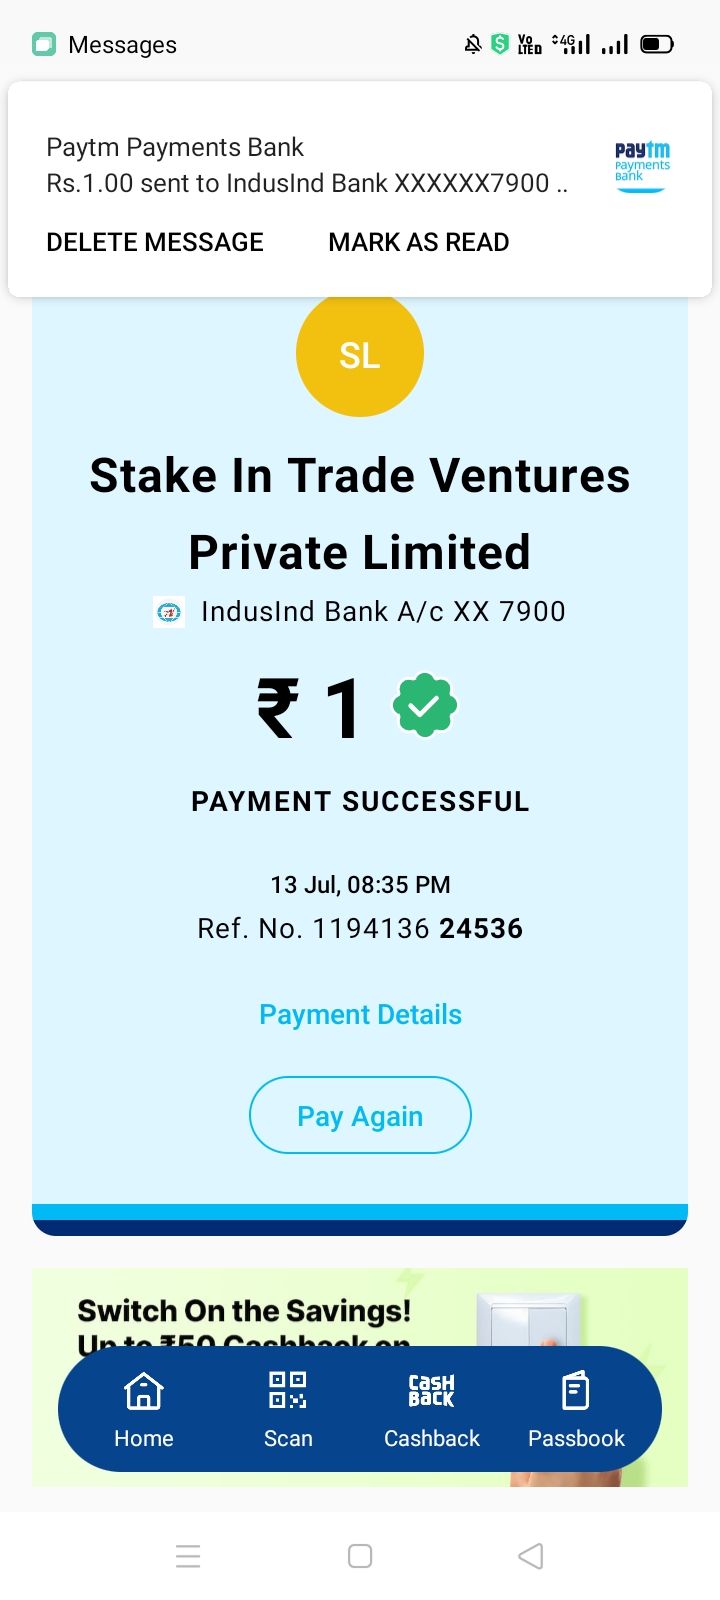 Messages
Vo LTED 4G
Paytm Payments Bank
Rs.1.00 sent to IndusInd Bank XXXXXX7900 ..
paytm
payments
bank
DELETE MESSAGE MARK AS READ
SL
Stake In Trade Ventures
Private Limited
IndusInd Bank A/c XX 7900
₹ 1
PAYMENT SUCCESSFUL
13 Jul, 08:35 PM
Ref. No. 1194136 24536
Payment Details
Pay Again
Switch On the Savings!
Up to ₹50 Cashback on
CASH
BACK
Home Scan Cashback Passbook